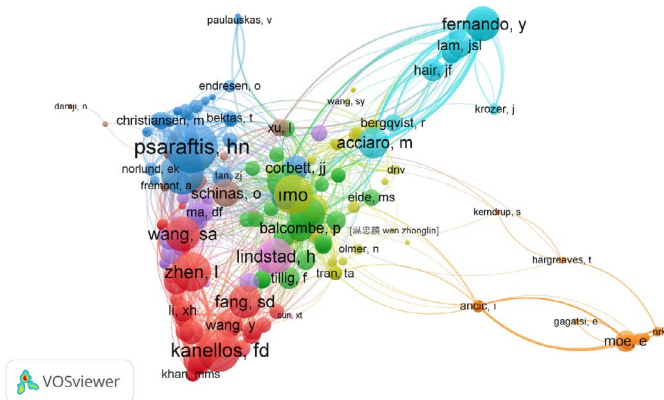 paulauskas, v
fernando, y
lam, jsl
hair, jf
endresen, o
wang, sy
krozer, j
christiansen, m
bektas, t
xu, l
bergqvist, r
acciaro, m
psaraftis, hn
norlund, ek
tan, zj
corbett, jj
dnv
fremont, a
schinas, o
imo
eide, ms
ma, df
balcombe, p
[温忠麟 wen zhonglin]
kerndrup, s
wang, sa
lindstad, h
olmer, n
hargreaves, t
zhen, l
tillig, f
tran, ta
li, xh
fang, sd
sun, xt
ancic, i
wang, y
gagatsi, e
kanellos, fd
moe, e
khan, mms
VOSviewer